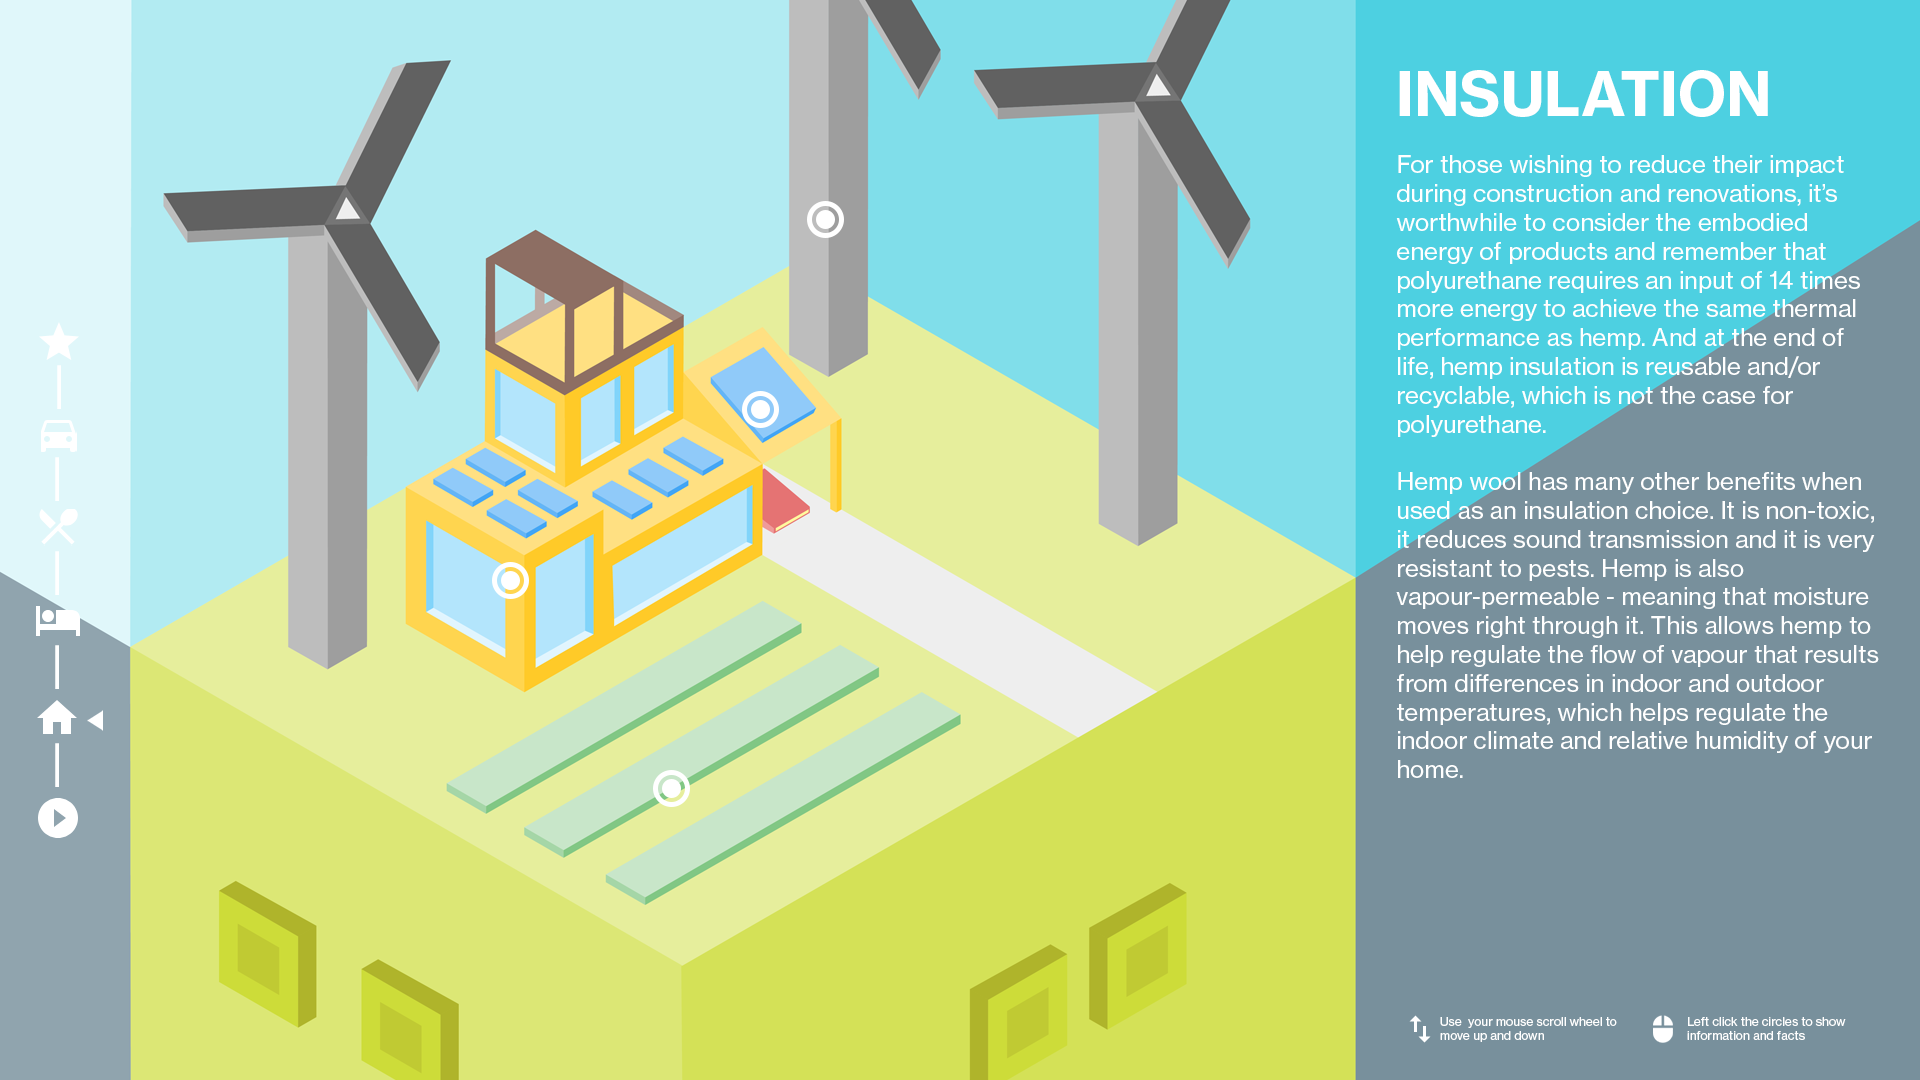 INSULATION
For those wishing to reduce their impact
during construction and renovations, it’s
worthwhile to consider the embodied
energy of products and remember that
polyurethane requires an input of 14 times
more energy to achieve the same thermal
performance as hemp. And at the end of
life, hemp insulation is reusable and/or
recyclable, which is not the case for
polyurethane.
Hemp wool has many other benefits when
used as an insulation choice. It is non-toxic,
it reduces sound transmission and it is very
resistant to pests. Hemp is also
vapour-permeable - meaning that moisture
moves right through it. This allows hemp to
help regulate the flow of vapour that results
from differences in indoor and outdoor
temperatures, which helps regulate the
indoor climate and relative humidity of your
home.
Use your mouse scroll wheel to
move up and down
Left click the circles to show
information and facts